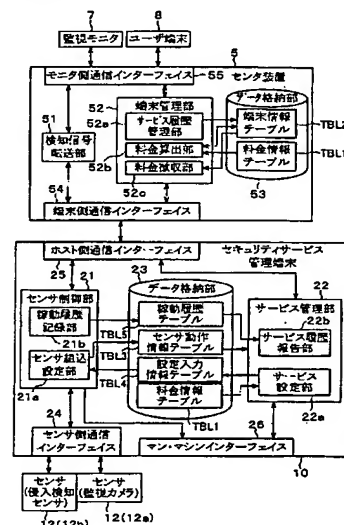 7
8
監視モニタ
ユーザ端末
5
モニタ側通信インターフェイス
55
センタ装置
52
端末管理部
データ格納部
51
52a
サービス履歴
管理部
端末情報
テーブル
TBL2
検知信号
転送部
料金算出部
料金情報
テーブル
TBL1
52b
料金徴収部
52c
53
54
端末側通信インターフェイス
ホスト側通信インターフェイス
セキュリティサービス
管理端末
25
21
23
22
センサ制御部
データ格納部
サービス管理部
22b
稼動履歴
記録部
稼動履歴
テーブル
サービス履歴
報告部
21b
TBL5
センサ動作
情報テーブル
TBL3
センサ認込
設定部
設定入力
情報テーブル
サービス
設定部
TBL4
21a
料金情報
テーブル
22a
24
TBL1
26
センサ側通信
インターフェイス
マン・マシンインターフェイス
10
センサ
(侵入検知
センサ)
センサ
(監視カメラ)
12(12b)
12(12a)